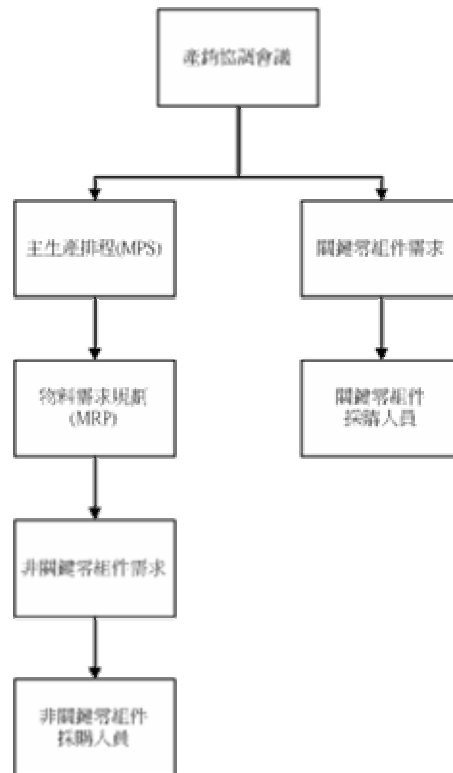 產銷協調會議
主生產排程(MPS)
關鍵零組件需求
物料需求規劃
(MRP)
關鍵零組件
採購人員
非關鍵零組件需求
非關鍵零組件
採購人員